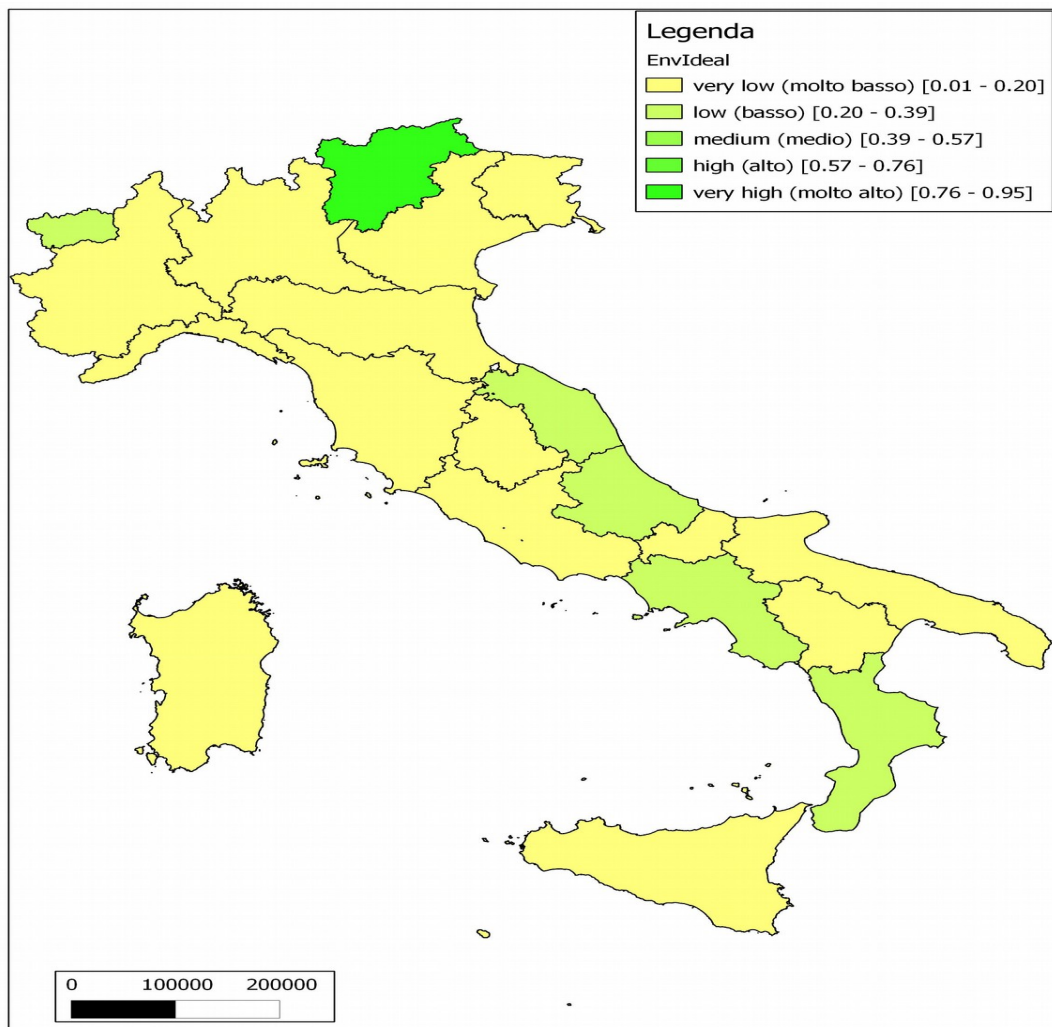 Legenda
EnvIdeal
very low (molto basso) [0.01 - 0.20]
low (basso) [0.20 - 0.39]
medium (medio) [0.39 - 0.57]
high (alto) [0.57 - 0.76]
very high (molto alto) [0.76 - 0.95]
0 100000 200000